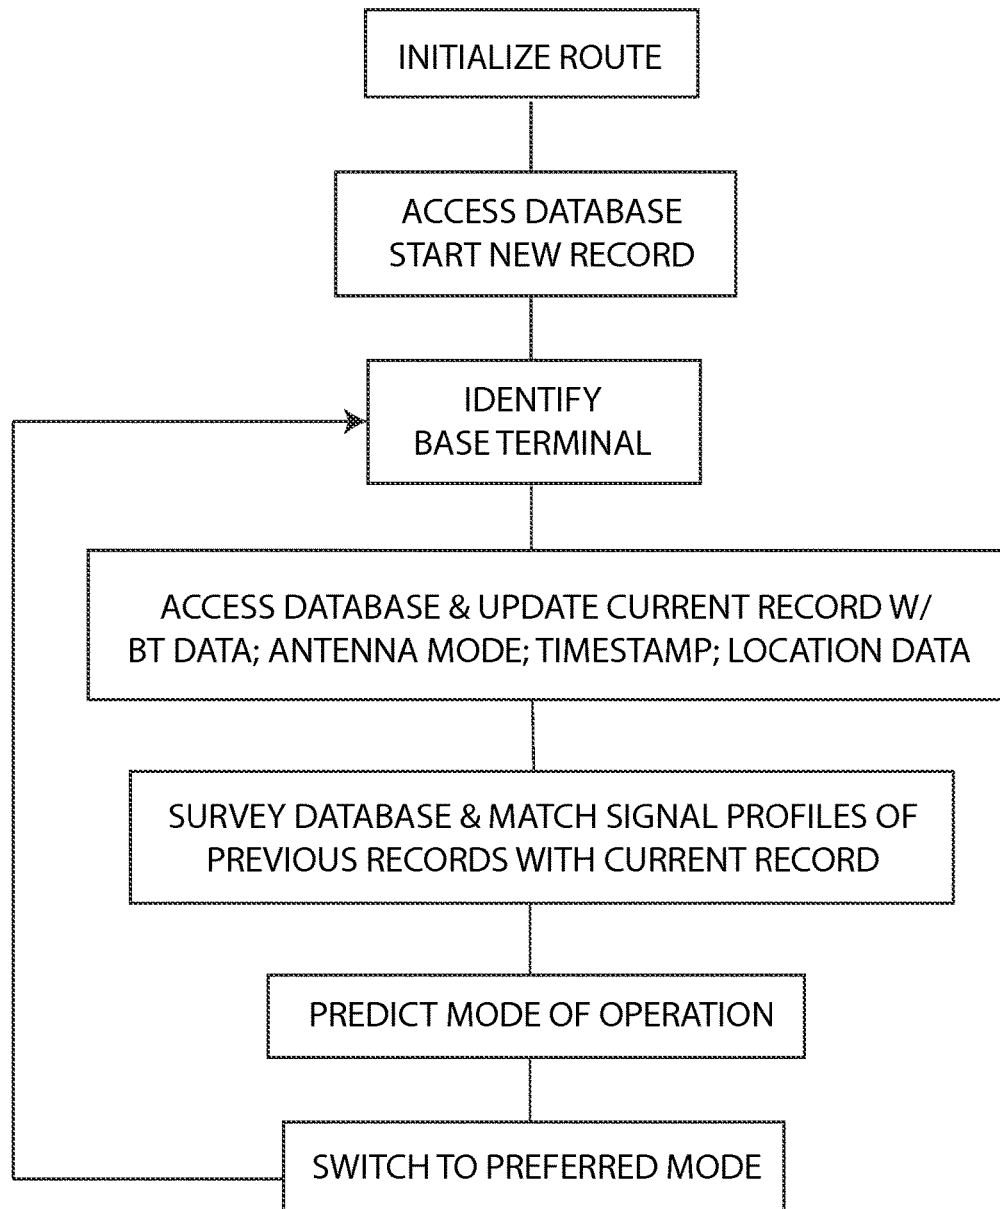 INITIALIZE ROUTE
ACCESS DATABASE
START NEW RECORD
IDENTIFY
BASE TERMINAL
ACCESS DATABASE & UPDATE CURRENT RECORD W/
BT DATA; ANTENNA MODE; TIMESTAMP; LOCATION DATA
SURVEY DATABASE & MATCH SIGNAL PROFILES OF
PREVIOUS RECORDS WITH CURRENT RECORD
PREDICT MODE OF OPERATION
SWITCH TO PREFERRED MODE